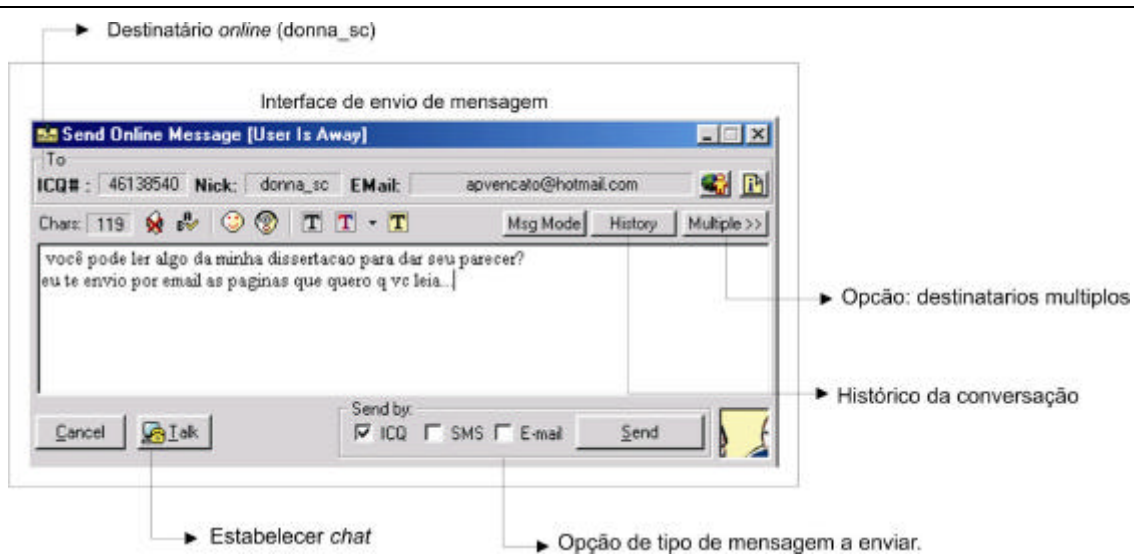 Destinatário online (donna_sc)
Interface de envio de mensagem
Send Online Message [User Is Away]
To
ICQ# : 46138540 Nick: donna_sc EMail: apvencato@hotmail.com
Chars: 119 T T T Msg Mode History Multiple >>
você pode ler algo da minha dissertacao para dar seu parecer?
eu te envio por email as paginas que quero q vc leia...
Opcão: destinatarios multiplos
Histórico da conversação
Send by:
Cancel Talk ICQ SMS E-mail Send
Estabelecer chat
Opção de tipo de mensagem a enviar.